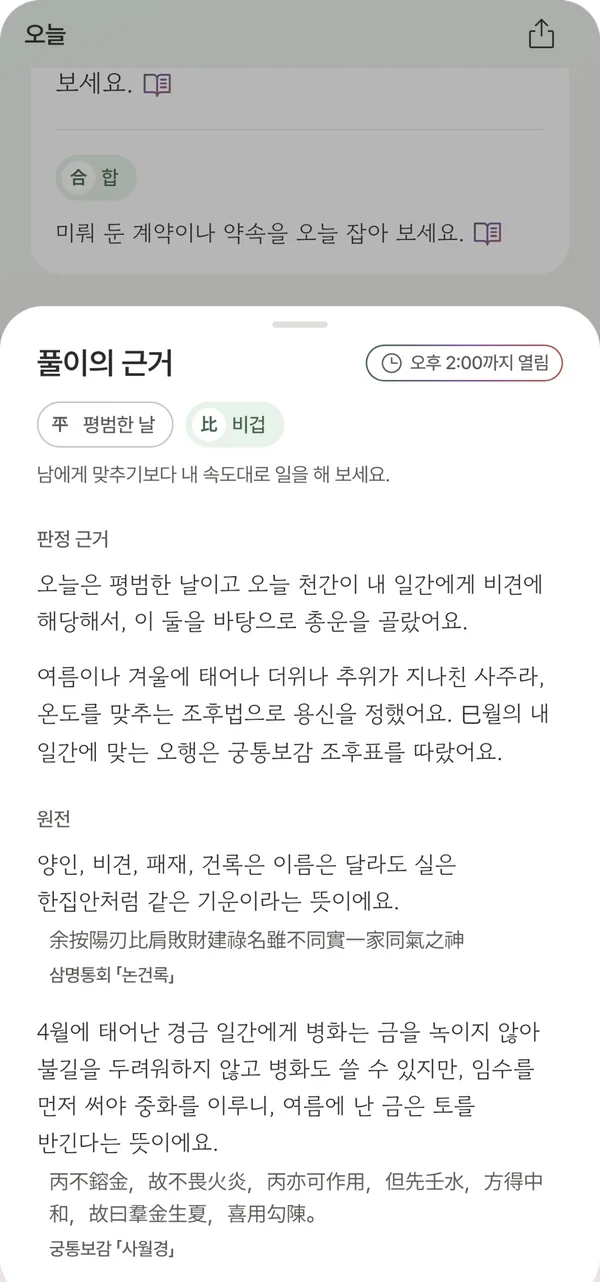 오늘
보세요.
合 합
미뤄 둔 계약이나 약속을 오늘 잡아 보세요.
풀이의 근거
오후 2:00까지 열림
平 평범한 날
比 비겁
남에게 맞추기보다 내 속도대로 일을 해 보세요.
판정 근거
오늘은 평범한 날이고 오늘 천간이 내 일간에게 비견에
해당해서, 이 둘을 바탕으로 총운을 골랐어요.
여름이나 겨울에 태어나 더위나 추위가 지나친 사주라,
온도를 맞추는 조후법으로 용신을 정했어요. 巳월의 내
일간에 맞는 오행은 궁통보감 조후표를 따랐어요.
원전
양인, 비견, 패재, 건록은 이름은 달라도 실은
한집안처럼 같은 기운이라는 뜻이에요.
余按陽刃比肩敗財建祿名雖不同實一家同氣之神
삼명통회 「논건록」
4월에 태어난 경금 일간에게 병화는 금을 녹이지 않아
불길을 두려워하지 않고 병화도 쓸 수 있지만, 임수를
먼저 써야 중화를 이루니, 여름에 난 금은 토를
반긴다는 뜻이에요.
丙不鎔金，故不畏火炎，丙亦可作用，但先壬水，方得中
和，故曰羣金生夏，喜用勾陳。
궁통보감 「사월경」